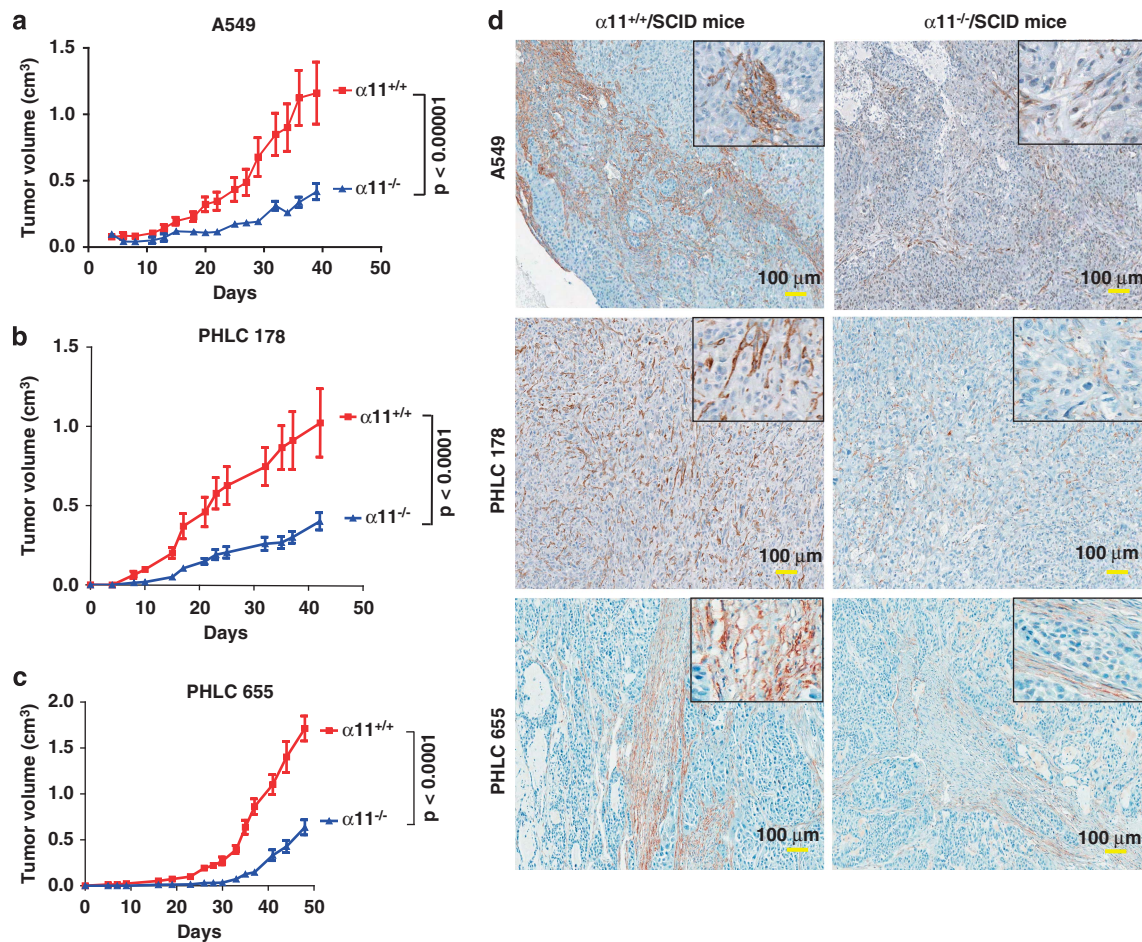 a
A549
Tumor volume (cm³)
1.5
1.0
0.5
0.0
0 10 20 30 40 50
Days
α11+/+
α11-/-
p < 0.00001
b
PHLC 178
Tumor volume (cm³)
1.5
1.0
0.5
0.0
0 10 20 30 40 50
Days
α11+/+
α11-/-
p < 0.0001
c
PHLC 655
Tumor volume (cm³)
2.0
1.5
1.0
0.5
0.0
0 10 20 30 40 50
Days
α11+/+
α11-/-
p < 0.0001
d
α11+/+/SCID mice α11-/-/SCID mice
A549
100 μm 100 μm
PHLC 178
100 μm 100 μm
PHLC 655
100 μm 100 μm